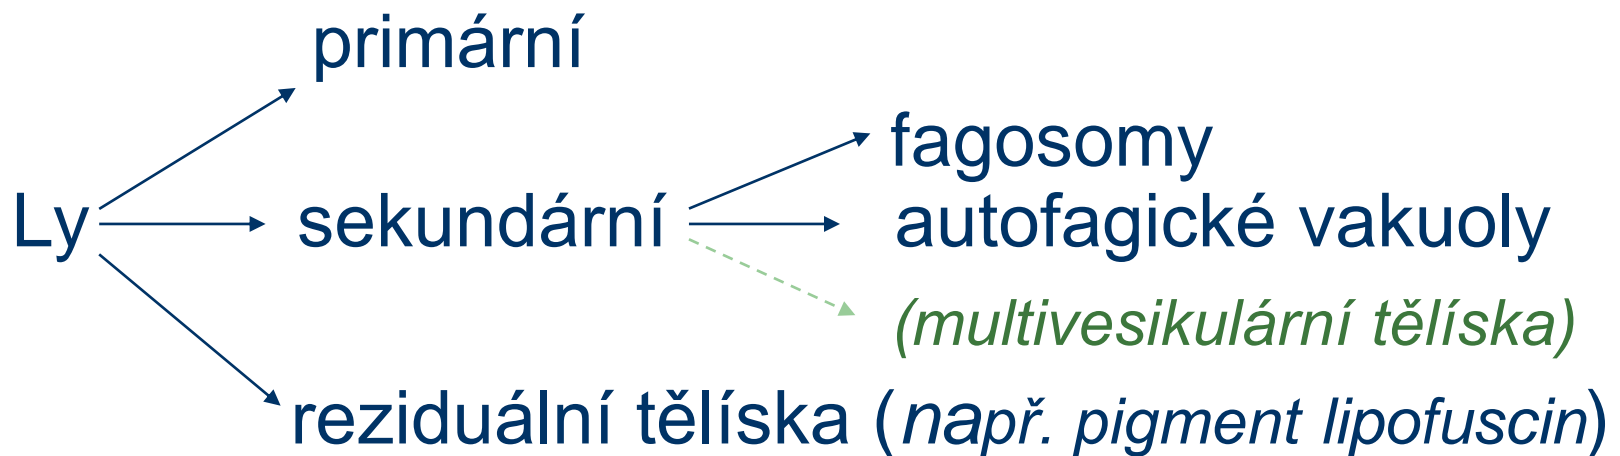 primární
fagosomy
Ly sekundární autofagické vakuoly
(multivesikulární tělíska)
reziduální tělíska (např. pigment lipofuscin)